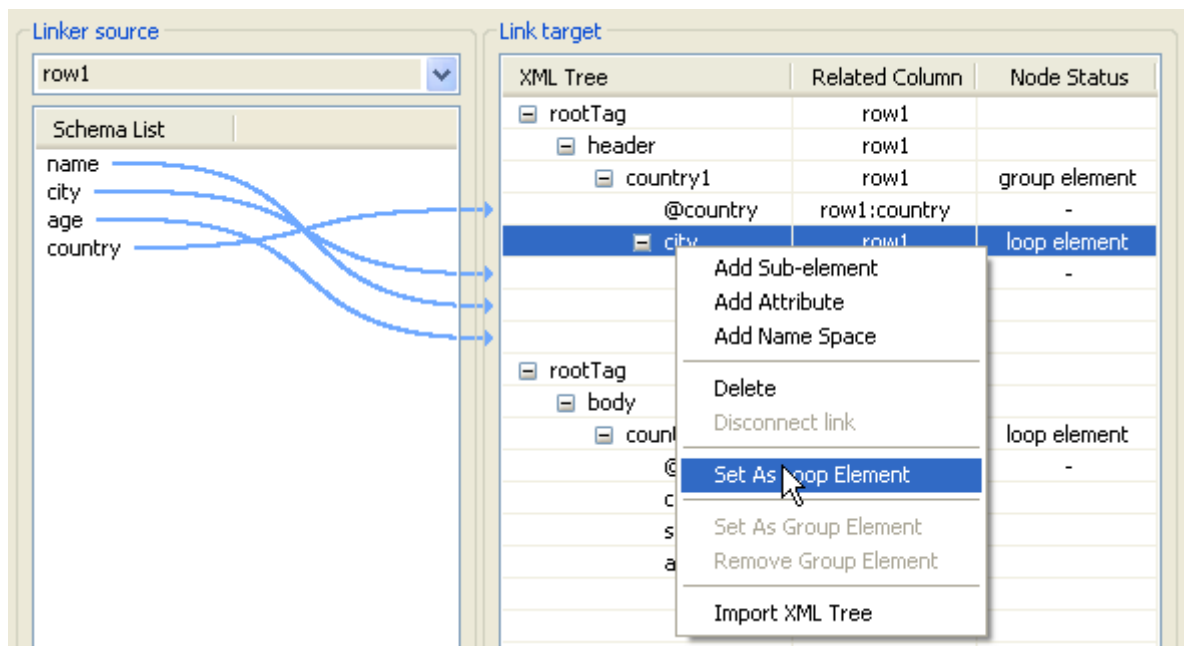 Linker source
row1
Schema List
name
city
age
country
Link target
XML Tree Related Column Node Status
rootTag row1
header row1
country1 row1 group element
@country row1:country -
city row1 loop element
-
rootTag
body
loop element
-
Add Sub-element
Add Attribute
Add Name Space
Delete
Disconnect link
Set As Loop Element
Set As Group Element
Remove Group Element
Import XML Tree